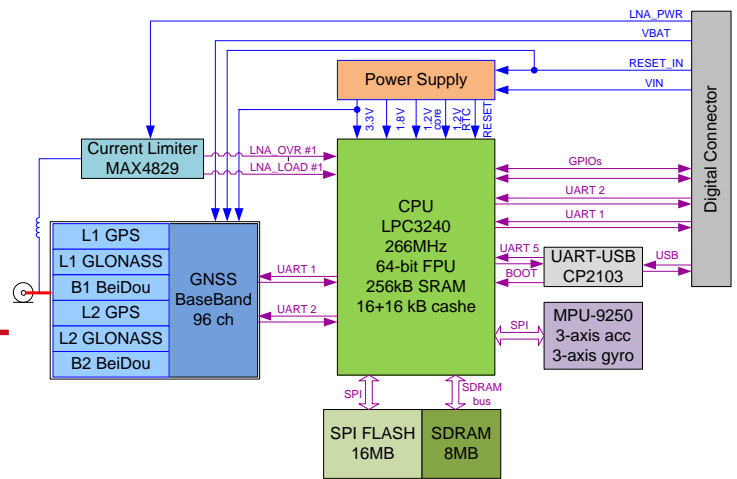 LNA_PWR
VBAT
RESET_IN
VIN
Power Supply
3.3V
1.8V
1.2V
core
1.2V
RTC
RESET
Digital Connector
Current Limiter
MAX4829
LNA_OVR #1
LNA_LOAD #1
GPIOs
UART 2
UART 1
CPU
LPC3240
266MHz
64-bit FPU
256kB SRAM
16+16 kB cashe
L1 GPS
L1 GLONASS
B1 BeiDou
L2 GPS
L2 GLONASS
B2 BeiDou
GNSS
BaseBand
96 ch
UART 1
UART 2
UART 5
BOOT
UART-USB
CP2103
USB
SPI
MPU-9250
3-axis acc
3-axis gyro
SPI
SDRAM
bus
SPI FLASH
16MB
SDRAM
8MB